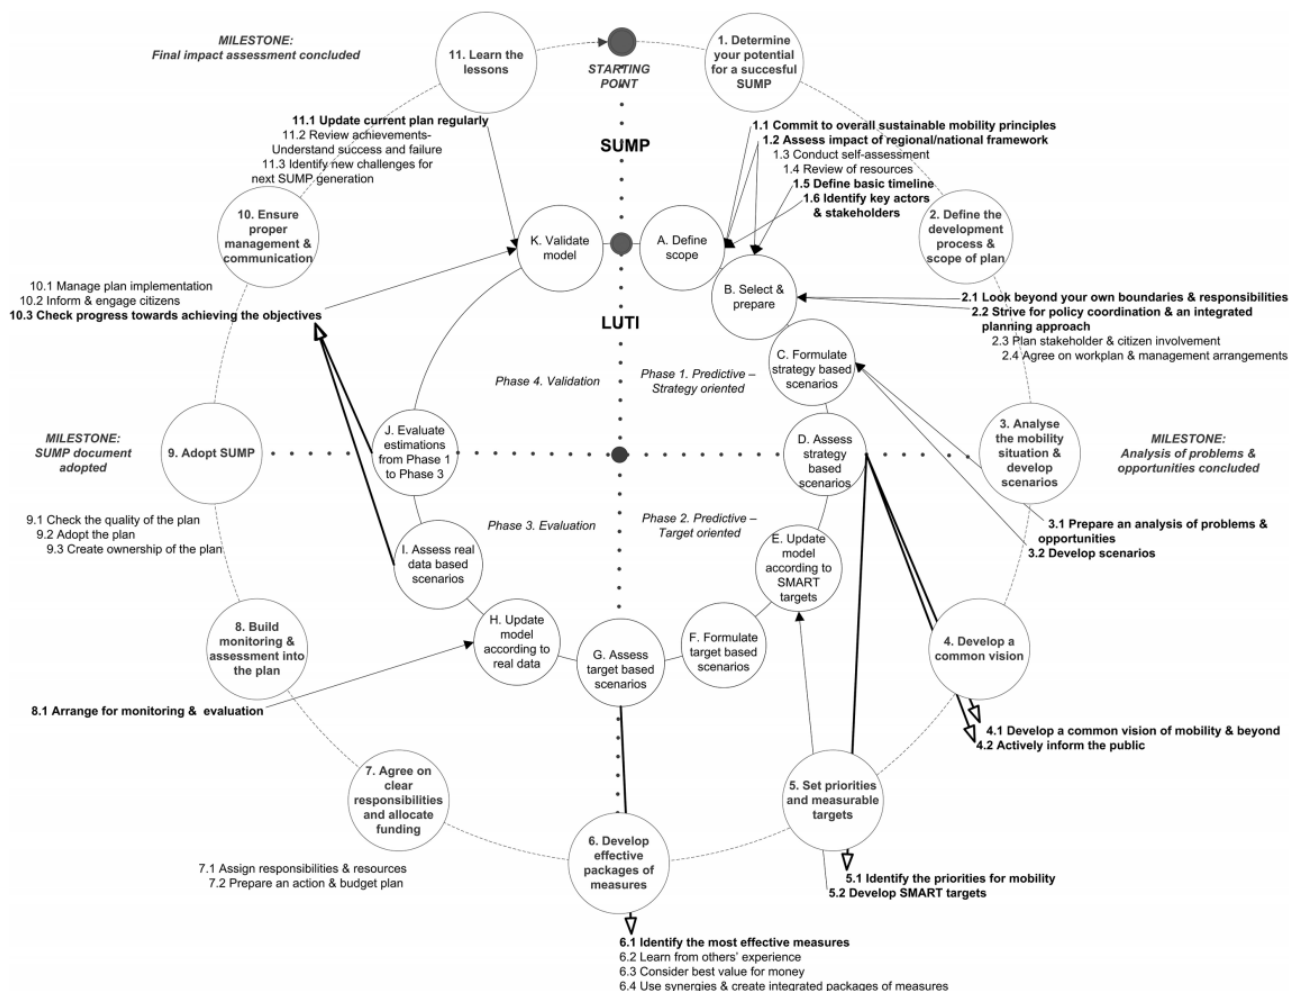 MILESTONE:
Final impact assessment concluded
11. Learn the
lessons
STARTING
POINT
1. Determine
your potential
for a succesful
SUMP
11.1 Update current plan regularly
11.2 Review achievements-
Understand success and failure
11.3 Identify new challenges for
next SUMP generation
SUMP
1.1 Commit to overall sustainable mobility principles
1.2 Assess impact of regional/national framework
1.3 Conduct self-assessment
1.4 Review of resources
1.5 Define basic timeline
1.6 Identify key actors
& stakeholders
10. Ensure
proper
management &
communication
K. Validate
model
A. Define
scope
2. Define the
development
process &
scope of plan
B. Select &
prepare
10.1 Manage plan implementation
10.2 Inform & engage citizens
10.3 Check progress towards achieving the objectives
LUTI
2.1 Look beyond your own boundaries & responsibilities
2.2 Strive for policy coordination & an integrated
planning approach
2.3 Plan stakeholder & citizen involvement
2.4 Agree on workplan & management arrangements
C. Formulate
strategy based
scenarios
Phase 4. Validation
Phase 1. Predictive –
Strategy oriented
MILESTONE:
SUMP document
adopted
9. Adopt SUMP
J. Evaluate
estimations
from Phase 1
to Phase 3
D. Assess
strategy
based
scenarios
3. Analyse
the mobility
situation &
develop
scenarios
MILESTONE:
Analysis of problems &
opportunities concluded
9.1 Check the quality of the plan
9.2 Adopt the plan
9.3 Create ownership of the plan
Phase 3. Evaluation
Phase 2. Predictive –
Target oriented
3.1 Prepare an analysis of problems &
opportunities
3.2 Develop scenarios
I. Assess real
data based
scenarios
E. Update
model
according to
SMART
targets
8. Build
monitoring &
assessment into
the plan
H. Update
model
according to
real data
G. Assess
target based
scenarios
F. Formulate
target based
scenarios
4. Develop a
common vision
8.1 Arrange for monitoring & evaluation
4.1 Develop a common vision of mobility & beyond
4.2 Actively inform the public
7. Agree on
clear
responsibilities
and allocate
funding
5. Set priorities
and measurable
targets
7.1 Assign responsibilities & resources
7.2 Prepare an action & budget plan
6. Develop
effective
packages of
measures
5.1 Identify the priorities for mobility
5.2 Develop SMART targets
6.1 Identify the most effective measures
6.2 Learn from others' experience
6.3 Consider best value for money
6.4 Use synergies & create integrated packages of measures